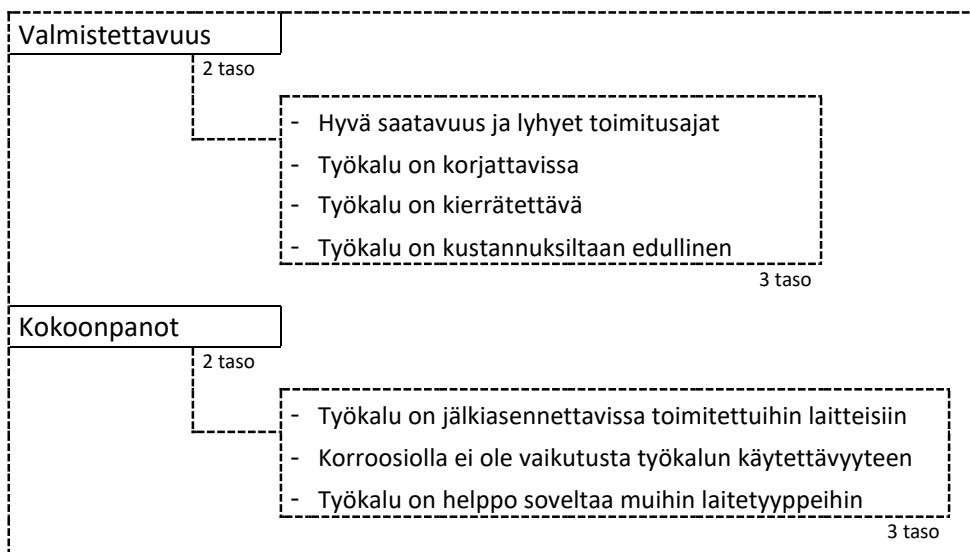 Valmistettavuus
2 taso
- Hyvä saatavuus ja lyhyet toimitusajat
- Työkalu on korjattavissa
- Työkalu on kierrätettävä
- Työkalu on kustannuksiltaan edullinen
3 taso
Kokoonpanot
2 taso
- Työkalu on jälkiasennettavissa toimitettuihin laitteisiin
- Korroosiolla ei ole vaikutusta työkalun käytettävyyteen
- Työkalu on helppo soveltaa muihin laitetyyppeihin
3 taso